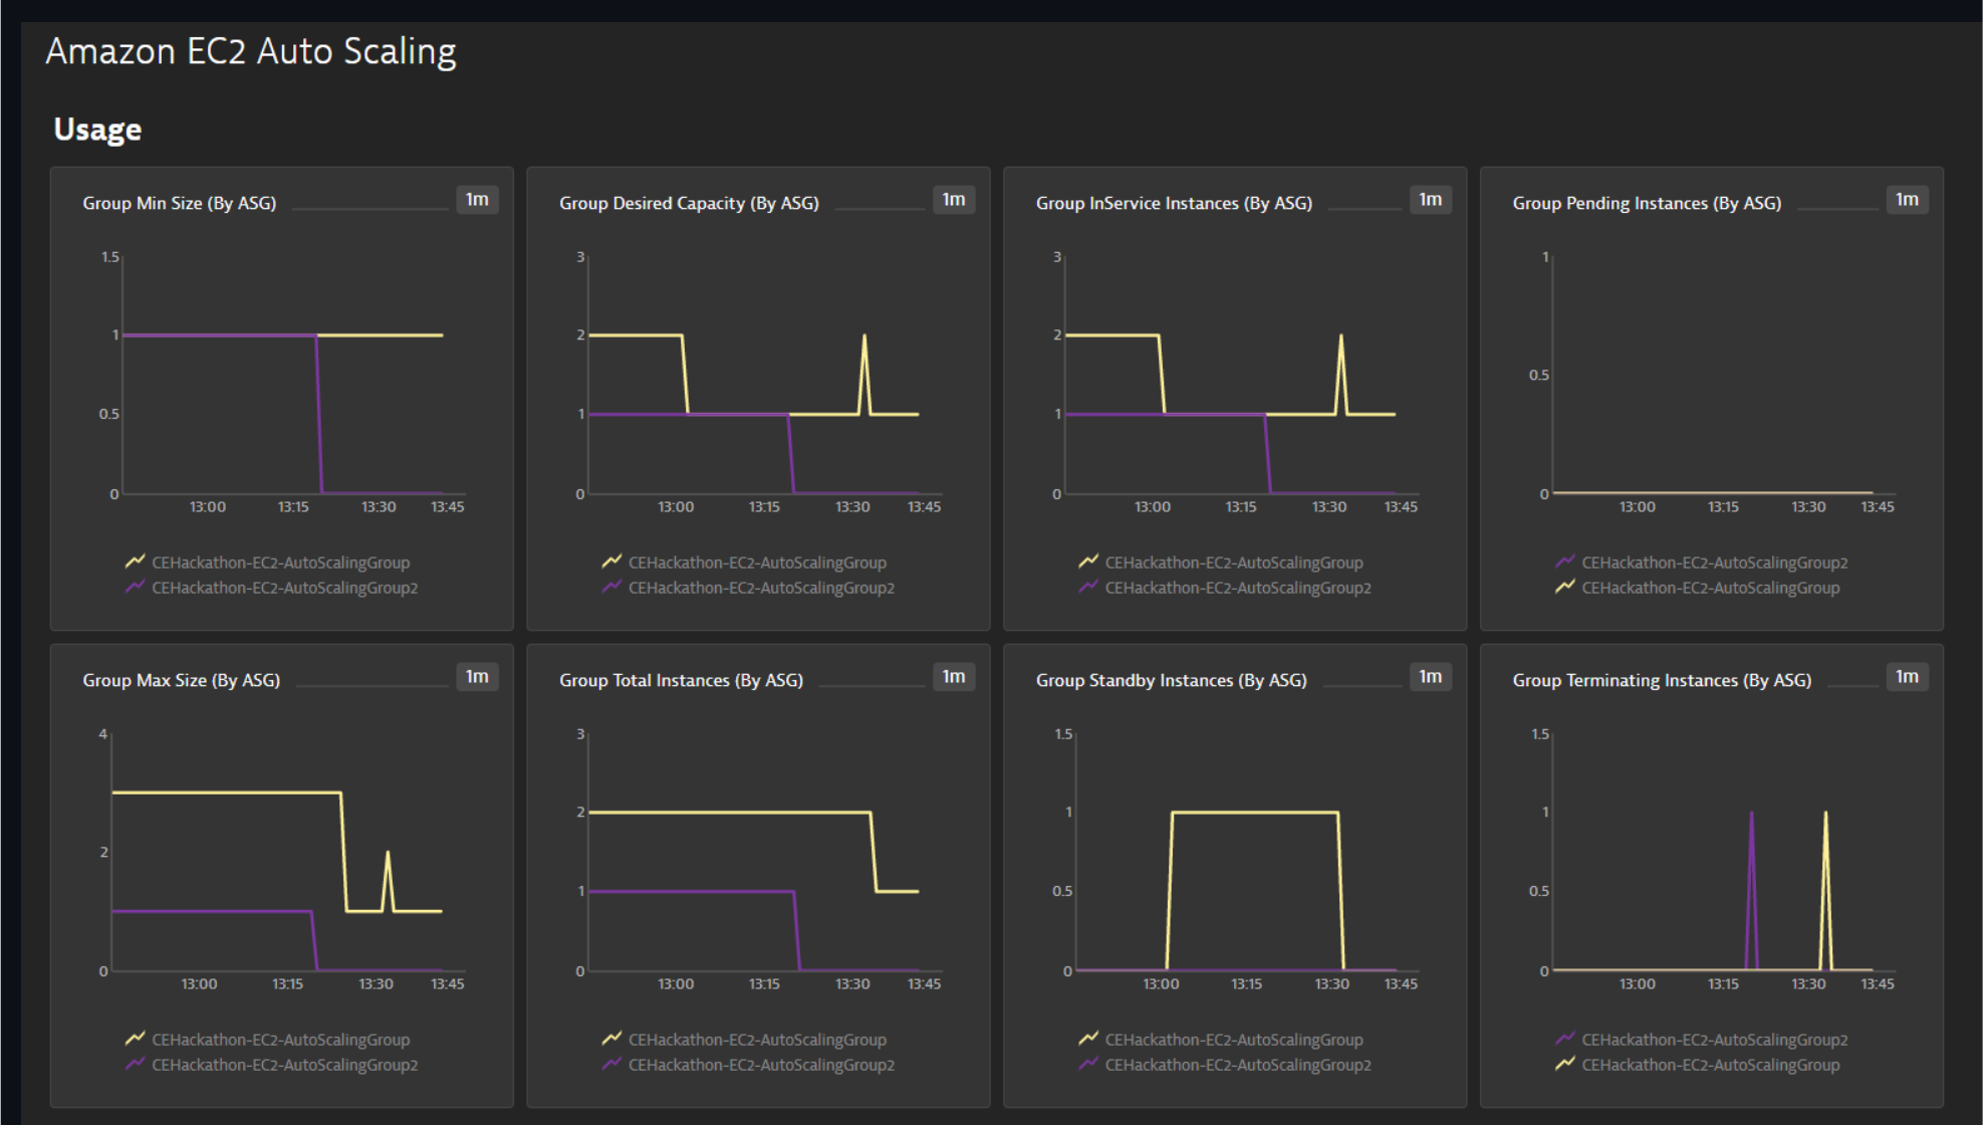 Amazon EC2 Auto Scaling
Usage
Group Min Size (By ASG)
1m
1.5
1
0.5
0
13:00 13:15 13:30 13:45
CEHackathon-EC2-AutoScalingGroup
CEHackathon-EC2-AutoScalingGroup2
Group Desired Capacity (By ASG)
1m
3
2
1
0
13:00 13:15 13:30 13:45
CEHackathon-EC2-AutoScalingGroup
CEHackathon-EC2-AutoScalingGroup2
Group InService Instances (By ASG)
1m
3
2
1
0
13:00 13:15 13:30 13:45
CEHackathon-EC2-AutoScalingGroup
CEHackathon-EC2-AutoScalingGroup2
Group Pending Instances (By ASG)
1m
1
0.5
0
13:00 13:15 13:30 13:45
CEHackathon-EC2-AutoScalingGroup2
CEHackathon-EC2-AutoScalingGroup
Group Max Size (By ASG)
1m
4
2
0
13:00 13:15 13:30 13:45
CEHackathon-EC2-AutoScalingGroup
CEHackathon-EC2-AutoScalingGroup2
Group Total Instances (By ASG)
1m
3
2
1
0
13:00 13:15 13:30 13:45
CEHackathon-EC2-AutoScalingGroup
CEHackathon-EC2-AutoScalingGroup2
Group Standby Instances (By ASG)
1m
1.5
1
0.5
0
13:00 13:15 13:30 13:45
CEHackathon-EC2-AutoScalingGroup
CEHackathon-EC2-AutoScalingGroup2
Group Terminating Instances (By ASG)
1m
1.5
1
0.5
0
13:00 13:15 13:30 13:45
CEHackathon-EC2-AutoScalingGroup2
CEHackathon-EC2-AutoScalingGroup